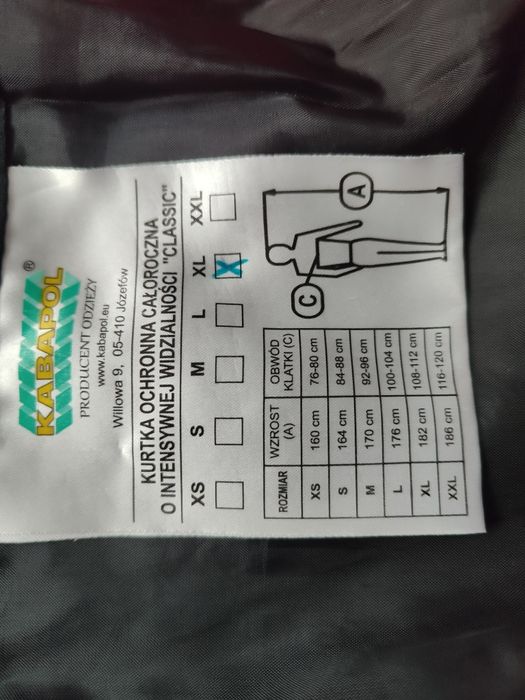 KABAPOL ®
PRODUCENT ODZIEŻY
www.kabapol.eu
Willowa 9, 05-410 Józefów
KURTKA OCHRONNA CAŁOROCZNA
O INTENSYWNEJ WIDZIALNOŚCI "CLASSIC"
XS S M L XL XXL
X
ROZMIAR WZROST (A) OBWÓD KLATKI (C)
XS 160 cm 76-80 cm
S 164 cm 84-88 cm
M 170 cm 92-96 cm
L 176 cm 100-104 cm
XL 182 cm 108-112 cm
XXL 186 cm 116-120 cm
A
C